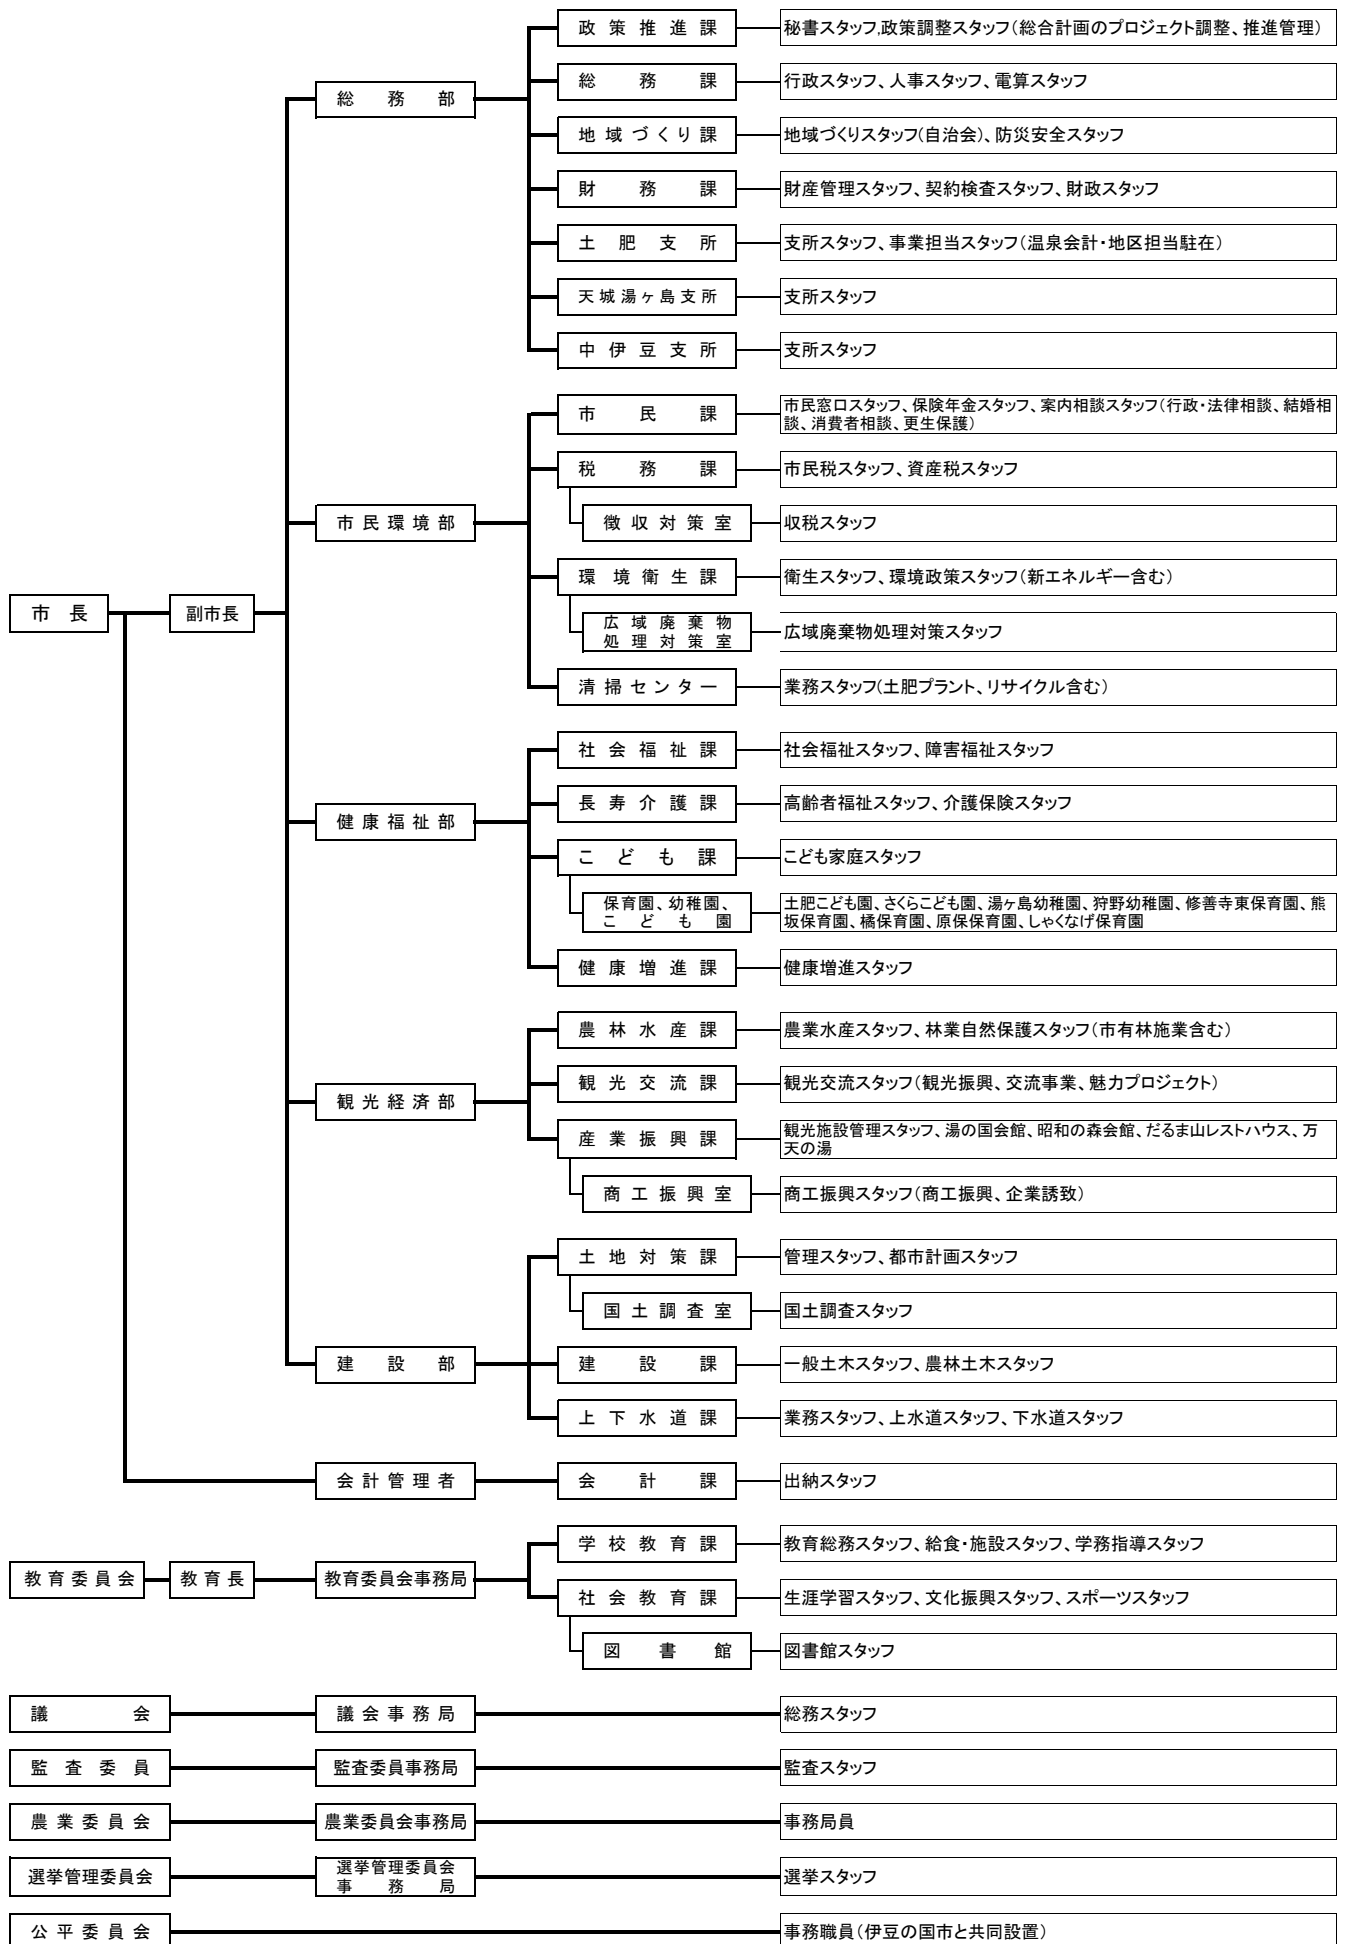 政策推進課
秘書スタッフ,政策調整スタッフ(総合計画のプロジェクト調整、推進管理)
総務課
行政スタッフ、人事スタッフ、電算スタッフ
総務部
地域づくり課
地域づくりスタッフ(自治会)、防災安全スタッフ
財務課
財産管理スタッフ、契約検査スタッフ、財政スタッフ
土肥支所
支所スタッフ、事業担当スタッフ(温泉会計・地区担当駐在)
天城湯ヶ島支所
支所スタッフ
中伊豆支所
支所スタッフ
市民課
市民窓口スタッフ、保険年金スタッフ、案内相談スタッフ(行政・法律相談、結婚相
談、消費者相談、更生保護)
税務課
市民税スタッフ、資産税スタッフ
市民環境部
徴収対策室
収税スタッフ
環境衛生課
衛生スタッフ、環境政策スタッフ(新エネルギー含む)
市長
副市長
広域廃棄物
処理対策室
広域廃棄物処理対策スタッフ
清掃センター
業務スタッフ(土肥プラント、リサイクル含む)
社会福祉課
社会福祉スタッフ、障害福祉スタッフ
長寿介護課
高齢者福祉スタッフ、介護保険スタッフ
健康福祉部
こども課
こども家庭スタッフ
保育園、幼稚園、
こども園
土肥こども園、さくらこども園、湯ヶ島幼稚園、狩野幼稚園、修善寺東保育園、熊
坂保育園、橘保育園、原保保育園、しゃくなげ保育園
健康増進課
健康増進スタッフ
農林水産課
農業水産スタッフ、林業自然保護スタッフ(市有林施業含む)
観光経済部
観光交流課
観光交流スタッフ(観光振興、交流事業、魅力プロジェクト)
産業振興課
観光施設管理スタッフ、湯の国会館、昭和の森会館、だるま山レストハウス、万
天の湯
商工振興室
商工振興スタッフ(商工振興、企業誘致)
土地対策課
管理スタッフ、都市計画スタッフ
国土調査室
国土調査スタッフ
建設部
建設課
一般土木スタッフ、農林土木スタッフ
上下水道課
業務スタッフ、上水道スタッフ、下水道スタッフ
会計管理者
会計課
出納スタッフ
学校教育課
教育総務スタッフ、給食・施設スタッフ、学務指導スタッフ
教育委員会
教育長
教育委員会事務局
社会教育課
生涯学習スタッフ、文化振興スタッフ、スポーツスタッフ
図書館
図書館スタッフ
議会
議会事務局
総務スタッフ
監査委員
監査委員事務局
監査スタッフ
農業委員会
農業委員会事務局
事務局員
選挙管理委員会
選挙管理委員会
事務局
選挙スタッフ
公平委員会
事務職員(伊豆の国市と共同設置)